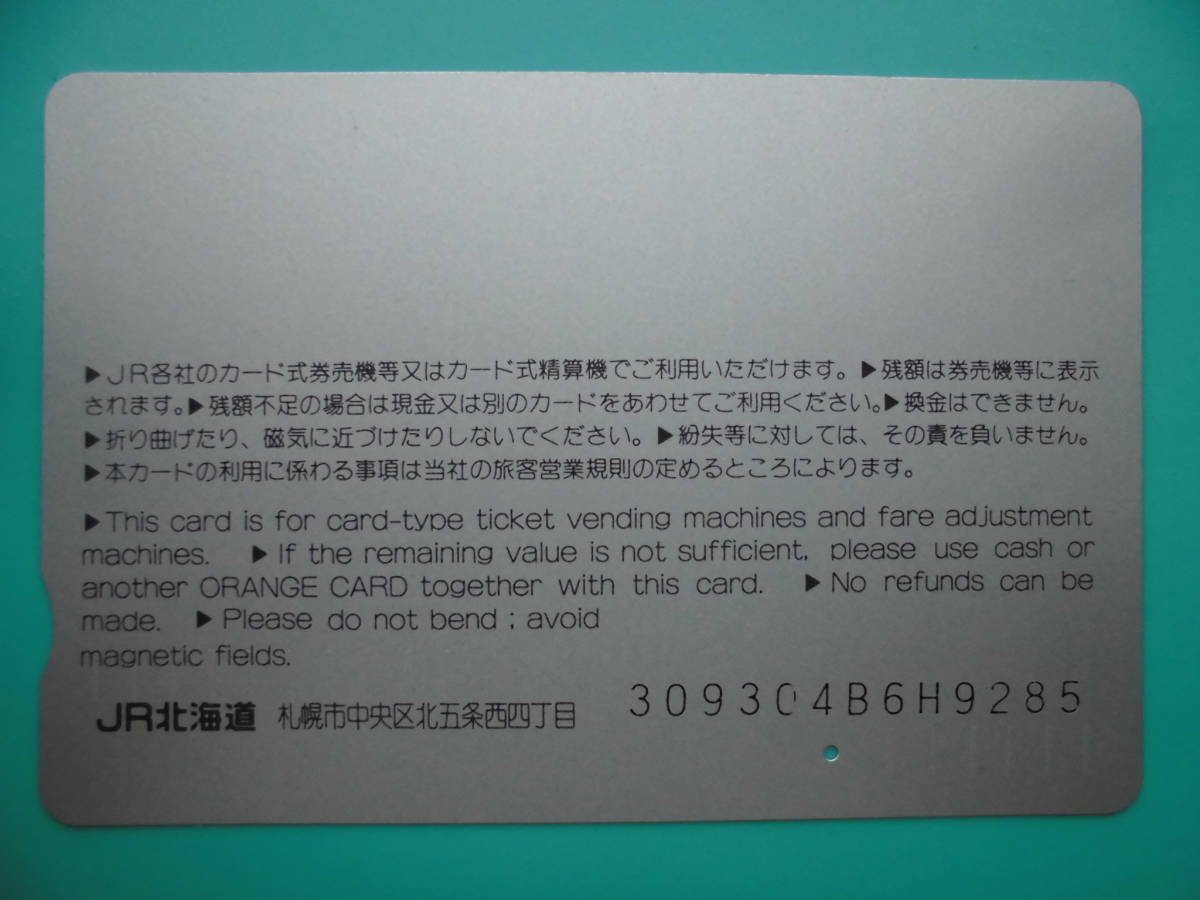 ▶JR各社のカード式券売機等又はカード式精算機でご利用いただけます。▶残額は券売機等に表示
されます。▶残額不足の場合は現金又は別のカードをあわせてご利用ください。▶換金はできません。
▶折り曲げたり、磁気に近づけたりしないでください。▶紛失等に対しては、その責を負いません。
▶本カードの利用に係わる事項は当社の旅客営業規則の定めるところによります。
▶This card is for card-type ticket vending machines and fare adjustment
machines. ▶If the remaining value is not sufficient, please use cash or
another ORANGE CARD together with this card. ▶No refunds can be
made. ▶Please do not bend ; avoid
magnetic fields.
JR北海道 札幌市中央区北五条西四丁目 309304B6H9285